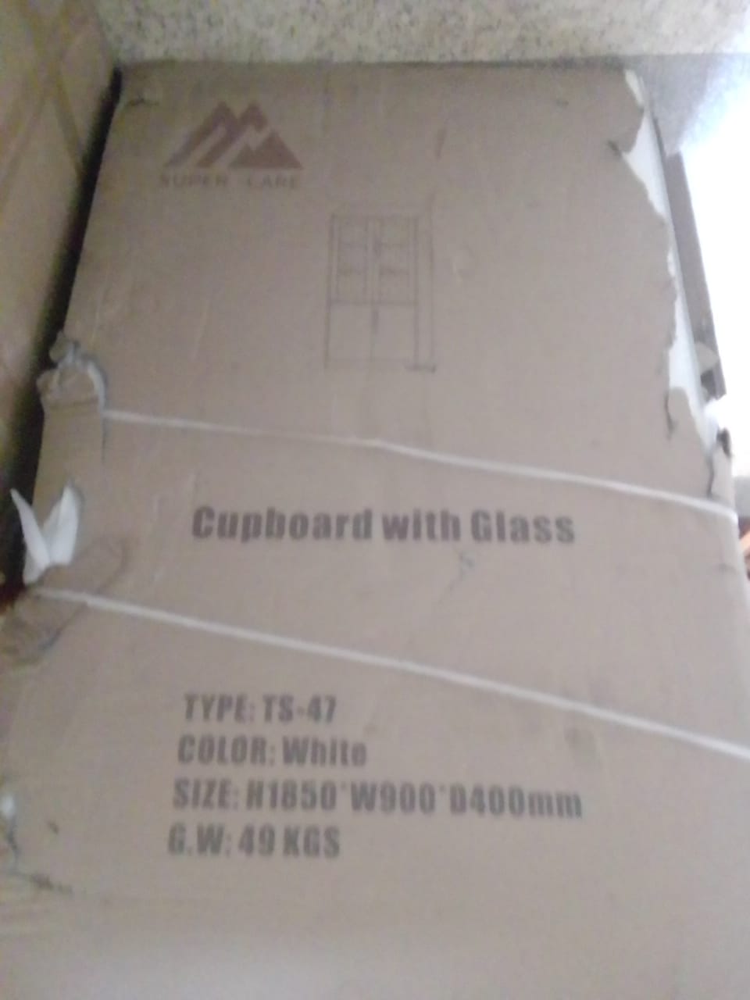 SUPER CARE
Cupboard with Glass
TYPE: TS-47
COLOR: White
SIZE: H1850*W900*D400mm
G.W: 49 KGS